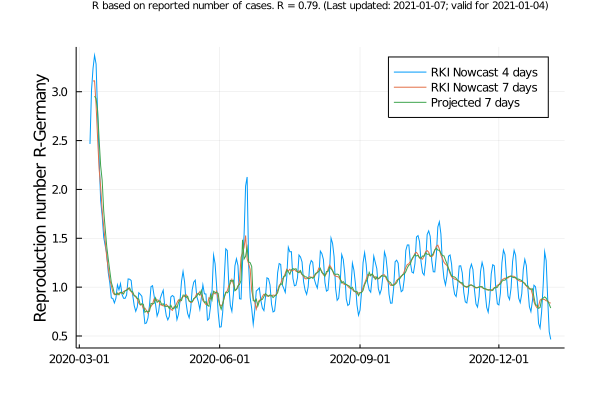 R based on reported number of cases. R = 0.79. (Last updated: 2021-01-07; valid for 2021-01-04)
RKI Nowcast 4 days
RKI Nowcast 7 days
Projected 7 days
Reproduction number R-Germany
3.0
2.5
2.0
1.5
1.0
0.5
2020-03-01
2020-06-01
2020-09-01
2020-12-01